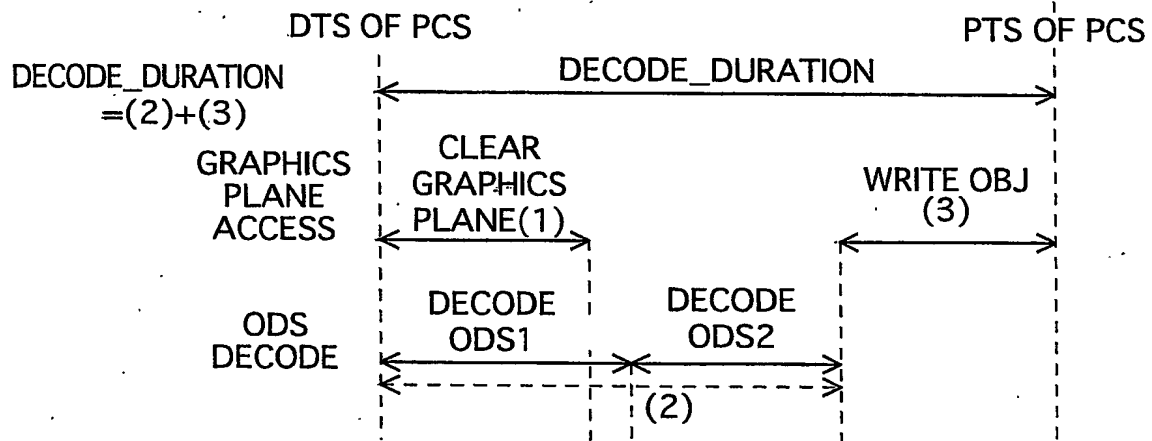 DTS OF PCS
PTS OF PCS
DECODE_DURATION
=(2)+(3)
DECODE_DURATION
GRAPHICS
PLANE
ACCESS
CLEAR
GRAPHICS
PLANE(1)
WRITE OBJ
(3)
ODS
DECODE
DECODE
ODS1
DECODE
ODS2
(2)